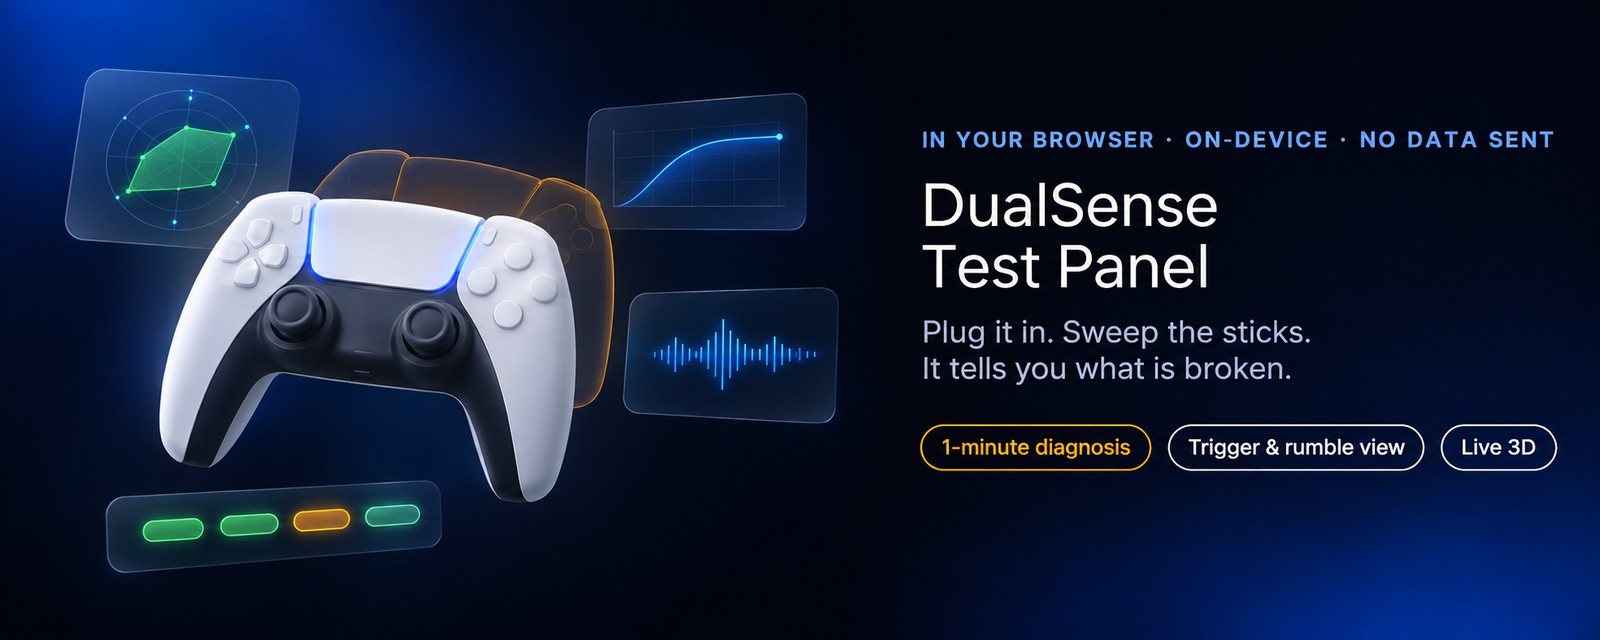 IN YOUR BROWSER · ON-DEVICE · NO DATA SENT
DualSense
Test Panel
Plug it in. Sweep the sticks.
It tells you what is broken.
1-minute diagnosis
Trigger & rumble view
Live 3D